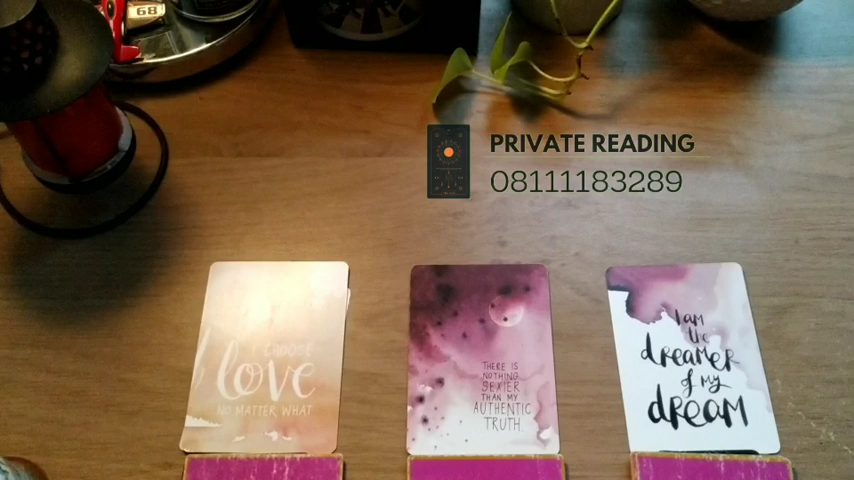 68
PRIVATE READING
08111183289
I CHOOSE
love
NO MATTER WHAT
THERE IS
NOTHING
SEXIER
THAN MY
AUTHENTIC
TRUTH
I AM
the
dreamer
of my
dream